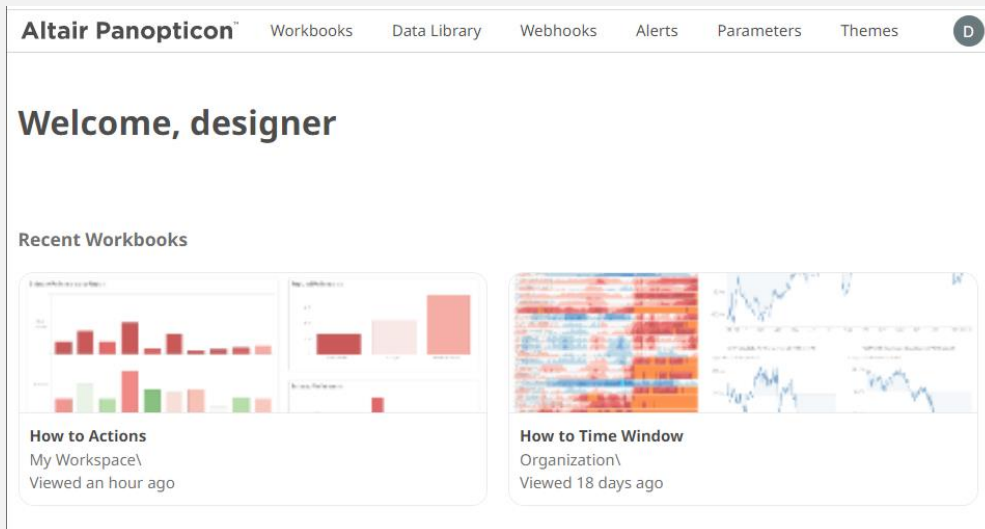 Altair Panopticon™ Workbooks Data Library Webhooks Alerts Parameters Themes D
Welcome, designer
Recent Workbooks
How to Actions
My Workspace\
Viewed an hour ago
How to Time Window
Organization\
Viewed 18 days ago